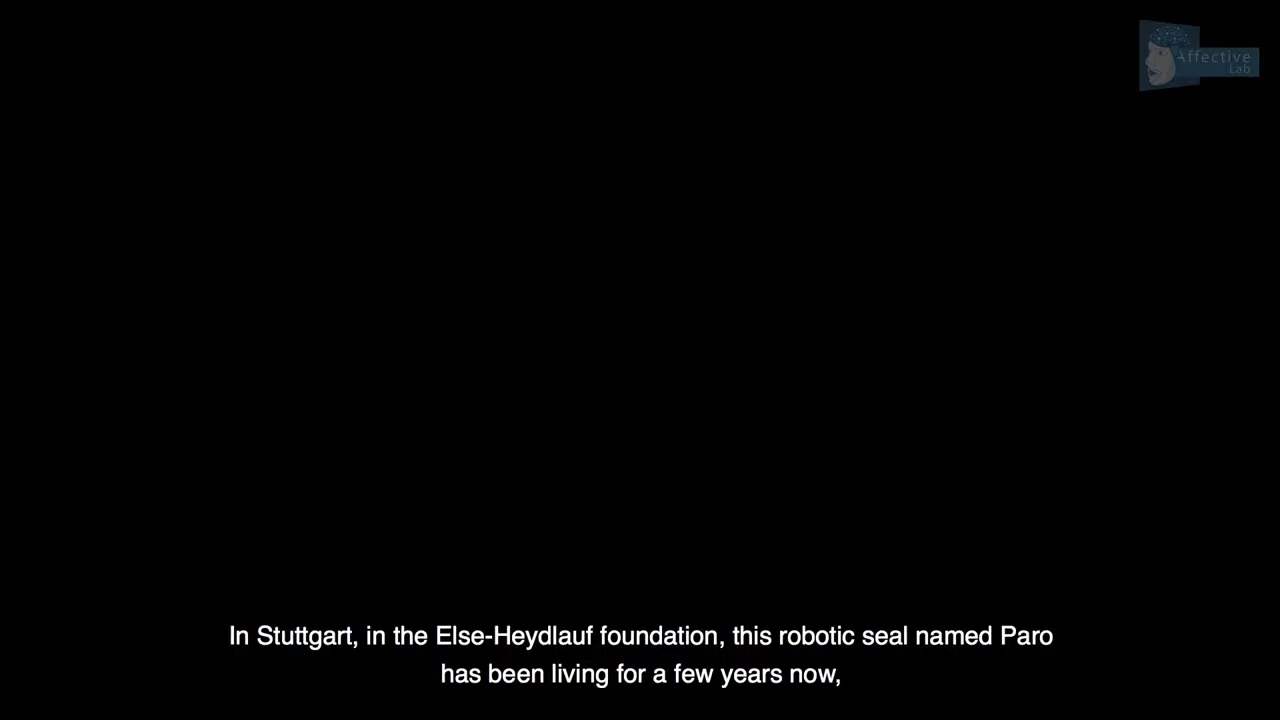 Affective
Lab
In Stuttgart, in the Else-Heydlauf foundation, this robotic seal named Paro
has been living for a few years now,